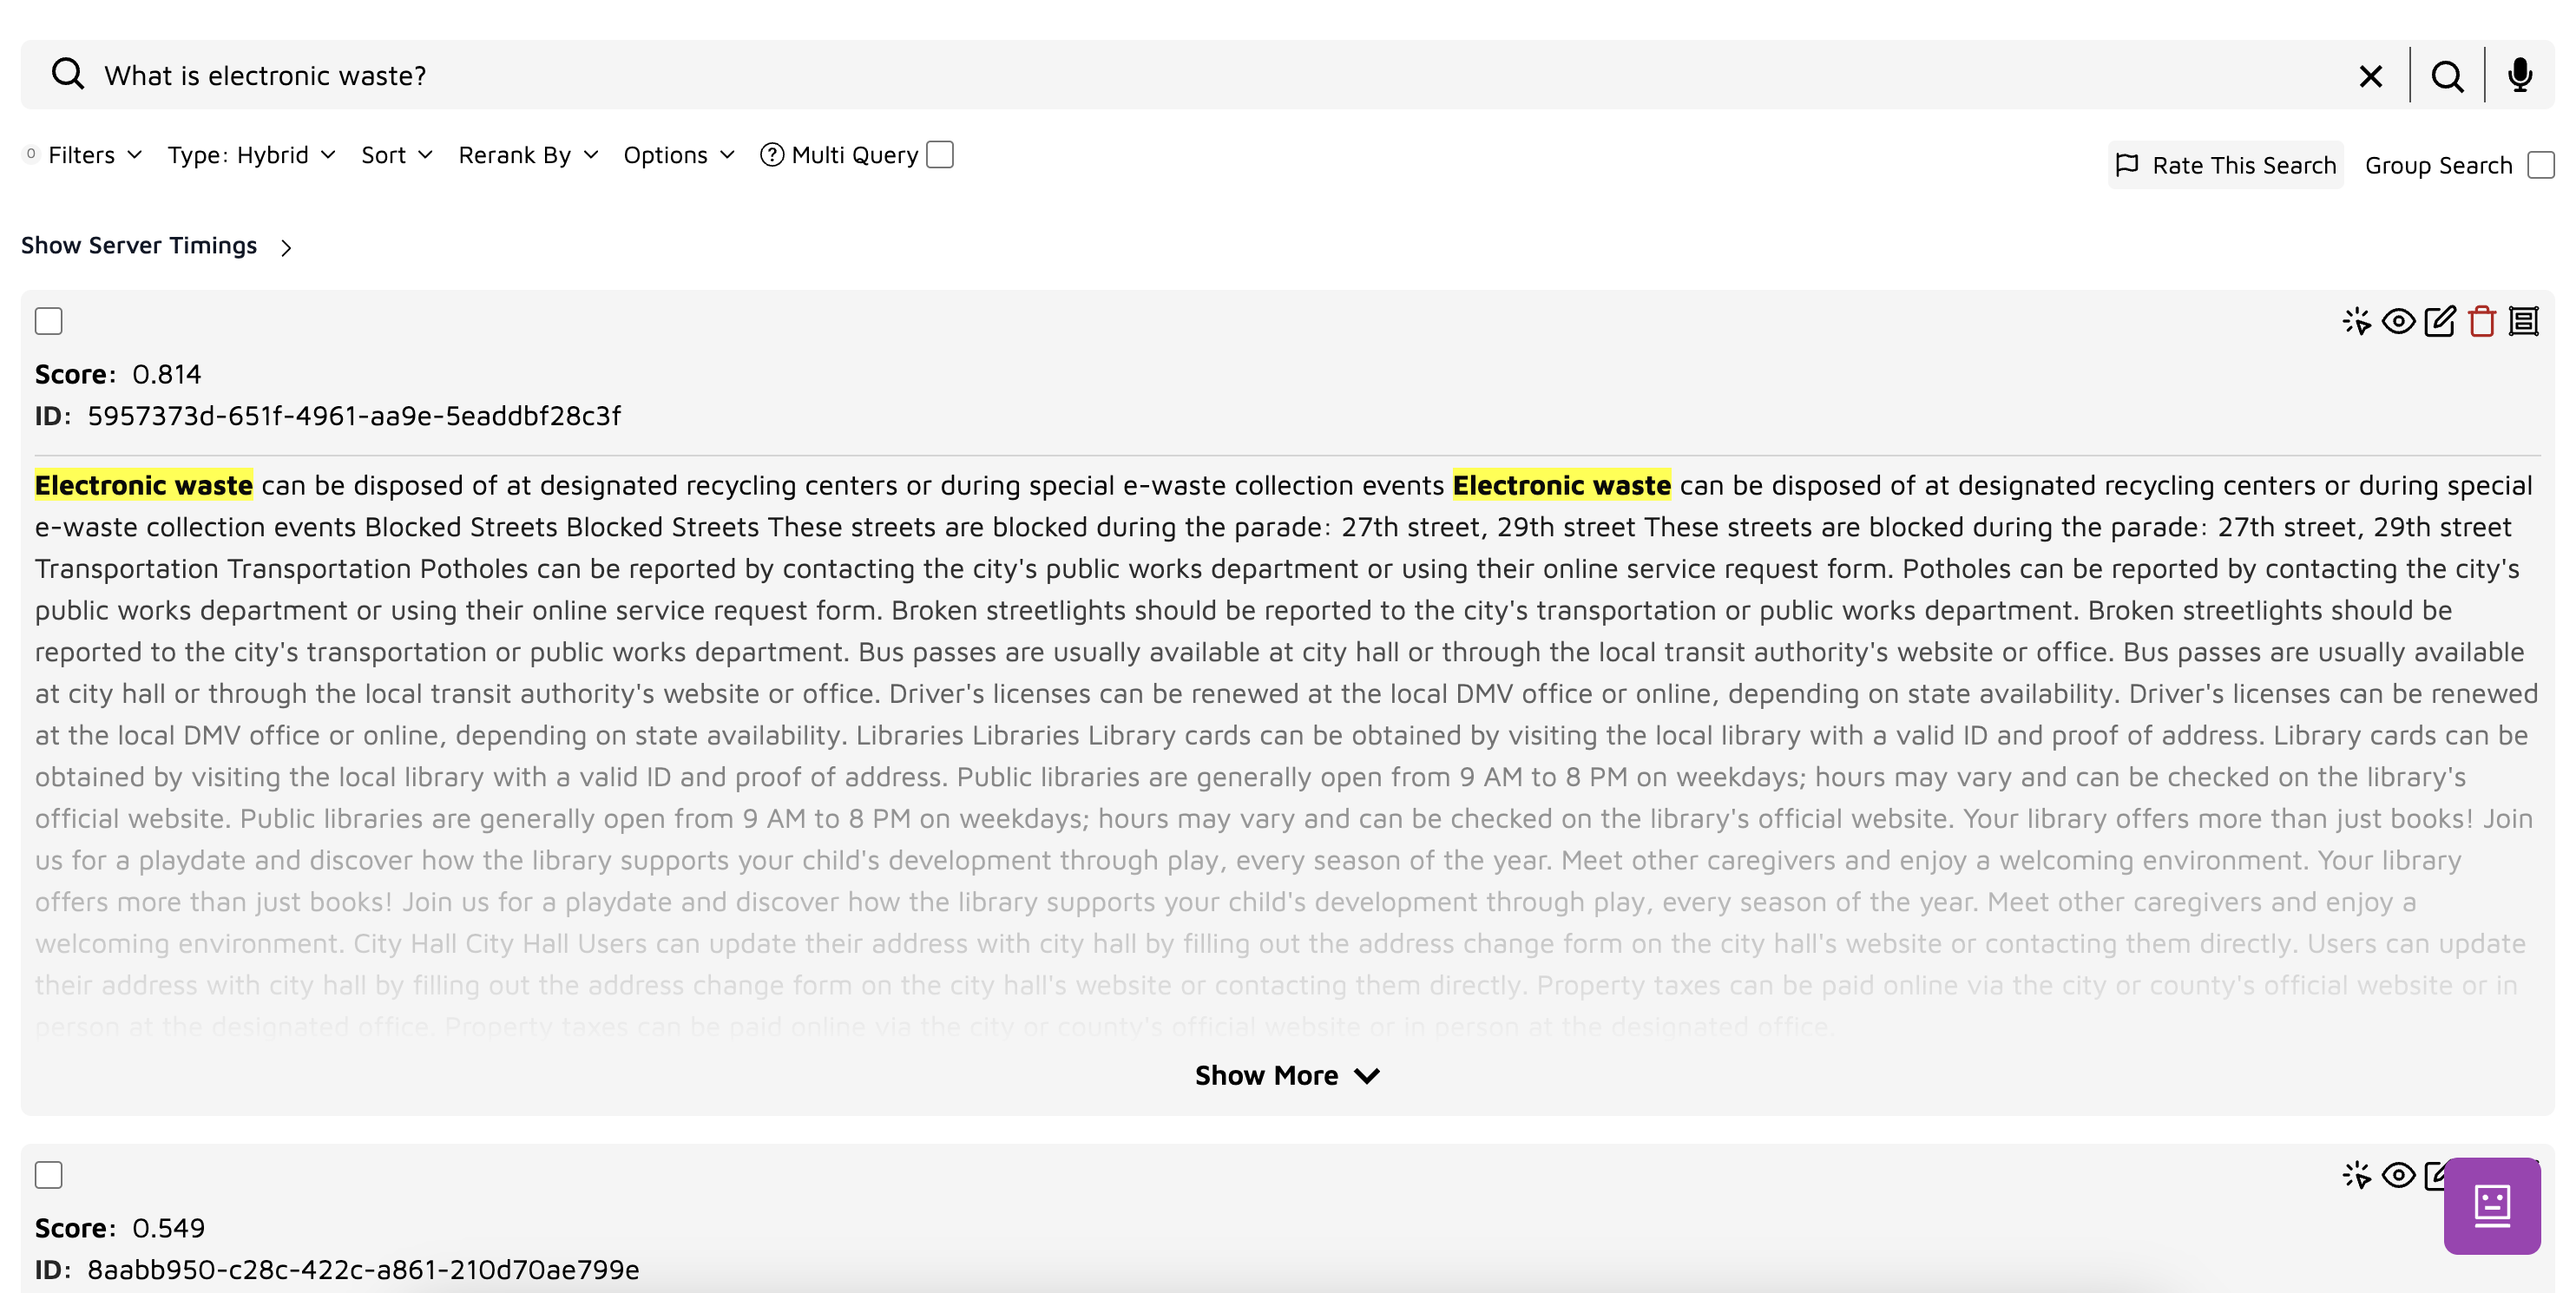 What is electronic waste?
0 Filters Type: Hybrid Sort Rerank By Options Multi Query
Rate This Search Group Search
Show Server Timings
Score: 0.814
ID: 5957373d-651f-4961-aa9e-5eaddbf28c3f
Electronic waste can be disposed of at designated recycling centers or during special e-waste collection events Electronic waste can be disposed of at designated recycling centers or during special
e-waste collection events Blocked Streets Blocked Streets These streets are blocked during the parade: 27th street, 29th street These streets are blocked during the parade: 27th street, 29th street
Transportation Transportation Potholes can be reported by contacting the city's public works department or using their online service request form. Potholes can be reported by contacting the city's
public works department or using their online service request form. Broken streetlights should be reported to the city's transportation or public works department. Broken streetlights should be
reported to the city's transportation or public works department. Bus passes are usually available at city hall or through the local transit authority's website or office. Bus passes are usually available
at city hall or through the local transit authority's website or office. Driver's licenses can be renewed at the local DMV office or online, depending on state availability. Driver's licenses can be renewed
at the local DMV office or online, depending on state availability. Libraries Libraries Library cards can be obtained by visiting the local library with a valid ID and proof of address. Library cards can be
obtained by visiting the local library with a valid ID and proof of address. Public libraries are generally open from 9 AM to 8 PM on weekdays; hours may vary and can be checked on the library's
official website. Public libraries are generally open from 9 AM to 8 PM on weekdays; hours may vary and can be checked on the library's official website. Your library offers more than just books! Join
us for a playdate and discover how the library supports your child's development through play, every season of the year. Meet other caregivers and enjoy a welcoming environment. Your library
offers more than just books! Join us for a playdate and discover how the library supports your child's development through play, every season of the year. Meet other caregivers and enjoy a
welcoming environment. City Hall City Hall Users can update their address with city hall by filling out the address change form on the city hall's website or contacting them directly. Users can update
their address with city hall by filling out the address change form on the city hall's website or contacting them directly. Property taxes can be paid online via the city or county's official website or in
person at the designated office. Property taxes can be paid online via the city or county's official website or in person at the designated office.
Show More
Score: 0.549
ID: 8aabb950-c28c-422c-a861-210d70ae799e